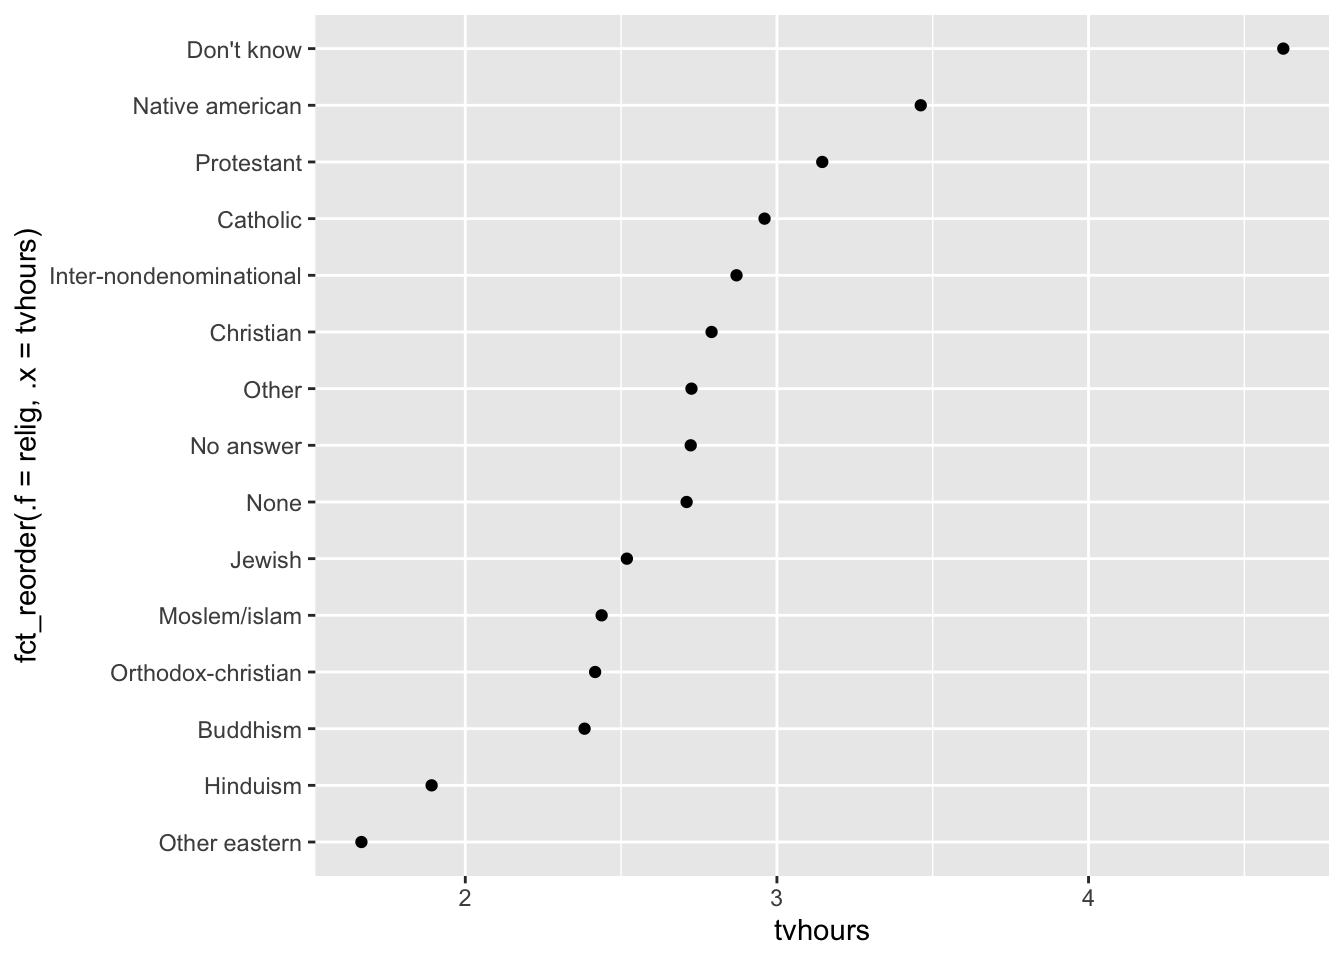 Don't know
Native american
Protestant
Catholic
Inter-nondenominational
Christian
Other
No answer
None
Jewish
Moslem/islam
Orthodox-christian
Buddhism
Hinduism
Other eastern
fct_reorder(.f = relig, .x = tvhours)
2 3 4
tvhours